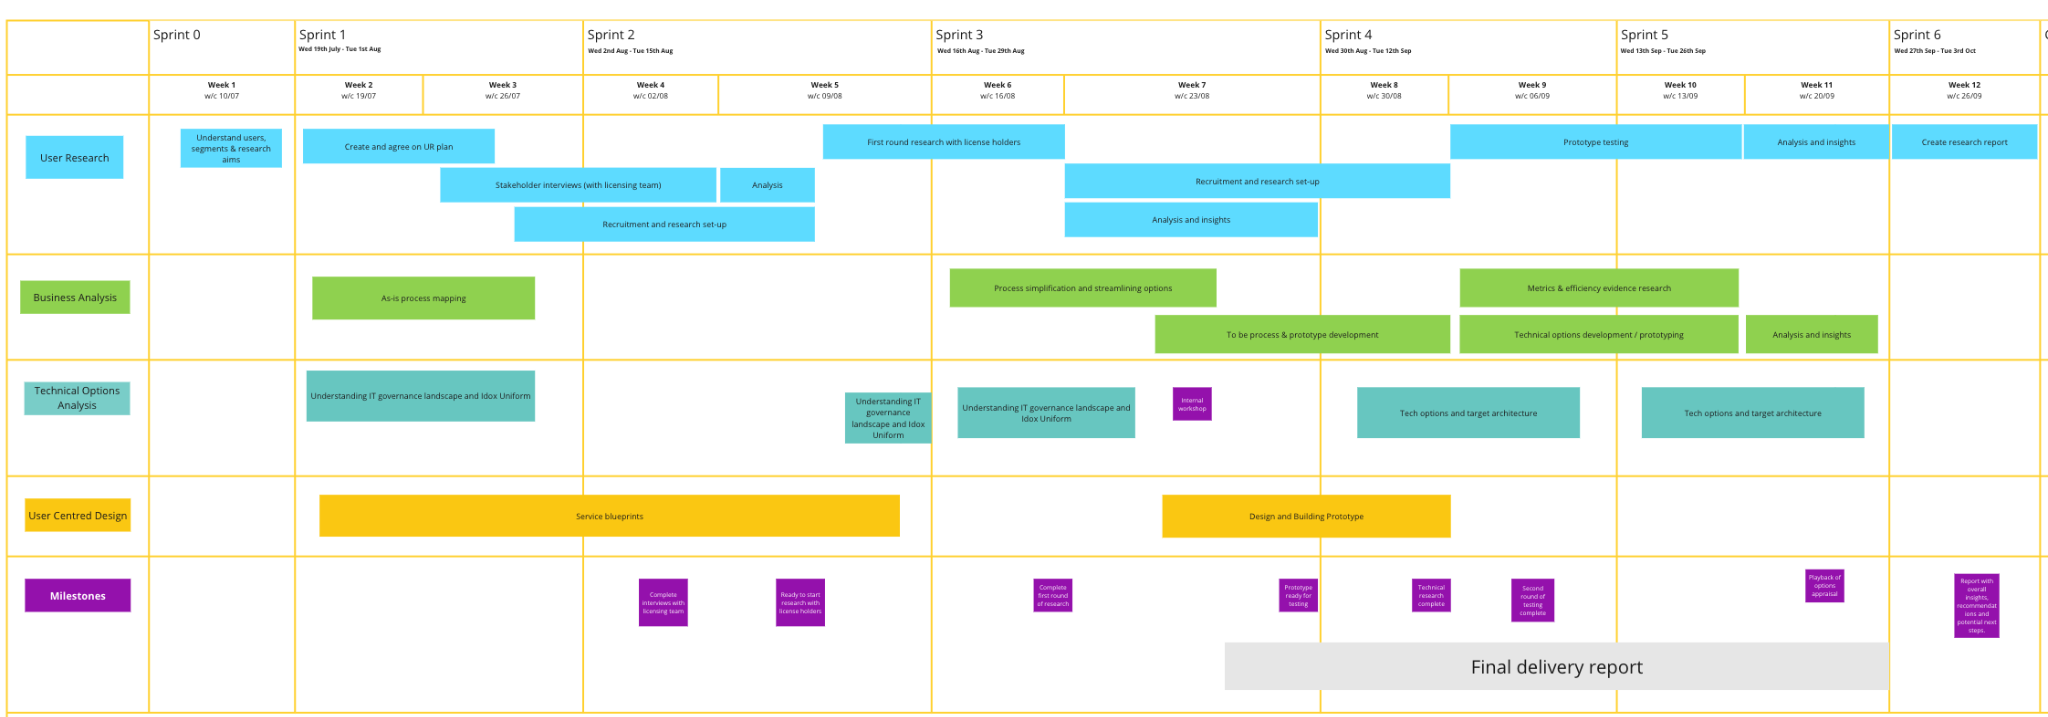 Sprint 0
Sprint 1
Wed 19th July - Tue 1st Aug
Sprint 2
Wed 2nd Aug - Tue 15th Aug
Sprint 3
Wed 16th Aug - Tue 29th Aug
Sprint 4
Wed 30th Aug - Tue 12th Sep
Sprint 5
Wed 13th Sep - Tue 26th Sep
Sprint 6
Wed 27th Sep - Tue 3rd Oct
Week 1
w/c 10/07
Week 2
w/c 19/07
Week 3
w/c 26/07
Week 4
w/c 02/08
Week 5
w/c 09/08
Week 6
w/c 16/08
Week 7
w/c 23/08
Week 8
w/c 30/08
Week 9
w/c 06/09
Week 10
w/c 13/09
Week 11
w/c 20/09
Week 12
w/c 26/09
User Research
Understand users,
segments & research
aims
Create and agree on UR plan
First round research with license holders
Prototype testing
Analysis and insights
Create research report
Stakeholder interviews (with licensing team)
Analysis
Recruitment and research set-up
Recruitment and research set-up
Analysis and insights
Business Analysis
As-is process mapping
Process simplification and streamlining options
Metrics & efficiency evidence research
To be process & prototype development
Technical options development / prototyping
Analysis and insights
Technical Options
Analysis
Understanding IT governance landscape and Idox Uniform
Understanding IT
governance
landscape and Idox
Uniform
Understanding IT governance landscape and
Idox Uniform
Internal
workshop
Tech options and target architecture
Tech options and target architecture
User Centred Design
Service blueprints
Design and Building Prototype
Milestones
Complete
interviews with
licensing team
Ready to start
research with
license holders
Complete
first round
of research
Prototype
ready for
testing
Technical
research
complete
Second
round of
testing
complete
Playback of
options
appraisal
Report with
overall
insights,
recommendat
ions and
potential next
steps.
Final delivery report